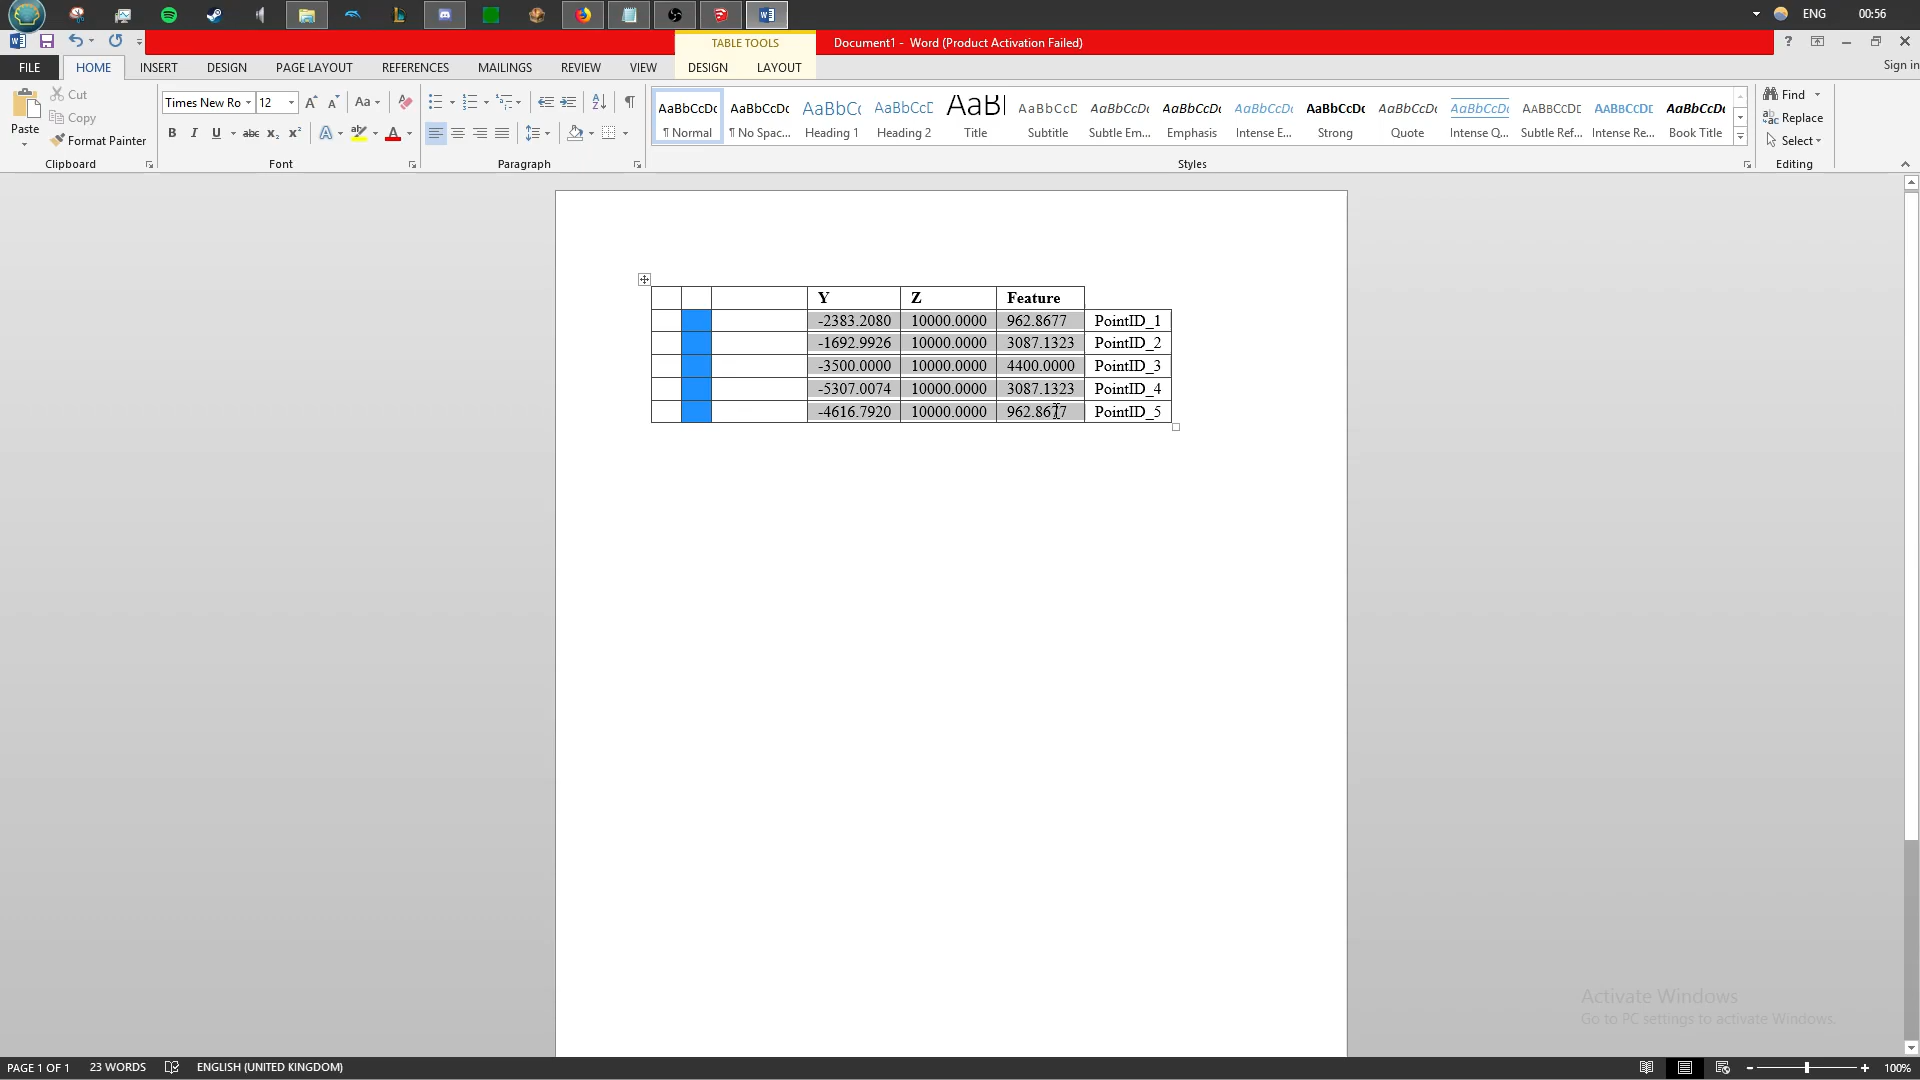 ENG
00:56
TABLE TOOLS
Document1 - Word (Product Activation Failed)
FILE
HOME
INSERT
DESIGN
PAGE LAYOUT
REFERENCES
MAILINGS
REVIEW
VIEW
DESIGN
LAYOUT
Sign in
Paste
Cut
Copy
Format Painter
Clipboard
Times New Ro
12
Aa
B I U abc x₂ x²
Font
Paragraph
AaBbCcDc AaBbCcDc AaBbCc AaBbCcE AaB AaBbCcD AaBbCcDc AaBbCcDc AaBbCcDc AaBbCcDc AaBbCcDc AaBbCcDc AABBCCDE AABBCCDE AaBbCcDc
¶ Normal ¶ No Spac... Heading 1 Heading 2 Title Subtitle Subtle Em... Emphasis Intense E... Strong Quote Intense Q... Subtle Ref... Intense Re... Book Title
Styles
Find
Replace
Select
Editing
Y Z Feature
-2383.2080 10000.0000 962.8677 PointID_1
-1692.9926 10000.0000 3087.1323 PointID_2
-3500.0000 10000.0000 4400.0000 PointID_3
-5307.0074 10000.0000 3087.1323 PointID_4
-4616.7920 10000.0000 962.8677 PointID_5
Activate Windows
Go to PC settings to activate Windows.
PAGE 1 OF 1
23 WORDS
ENGLISH (UNITED KINGDOM)
100%